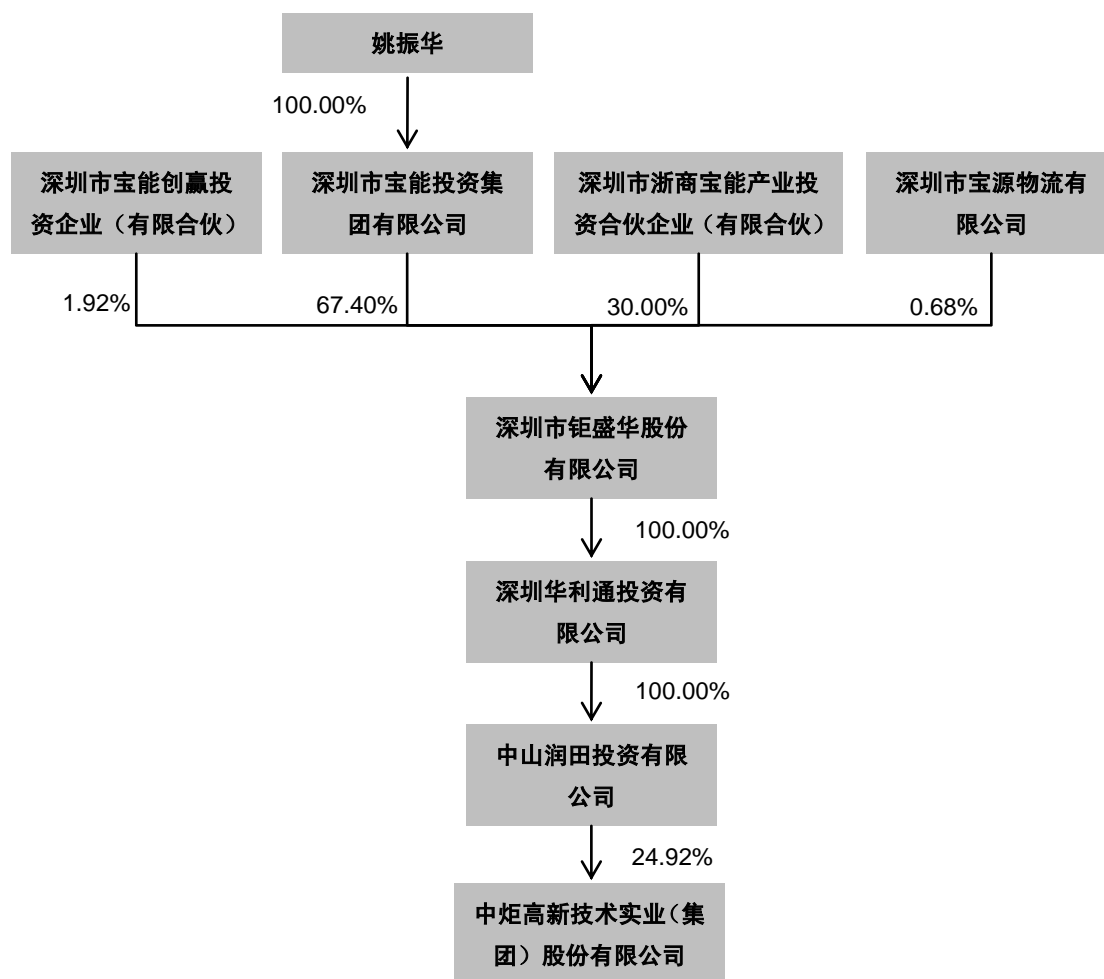 姚振华
100.00%
深圳市宝能创赢投
资企业（有限合伙）
深圳市宝能投资集
团有限公司
深圳市浙商宝能产业投
资合伙企业（有限合伙）
深圳市宝源物流有
限公司
1.92%
67.40%
30.00%
0.68%
深圳市钜盛华股份
有限公司
100.00%
深圳华利通投资有
限公司
100.00%
中山润田投资有限
公司
24.92%
中炬高新技术实业（集
团）股份有限公司